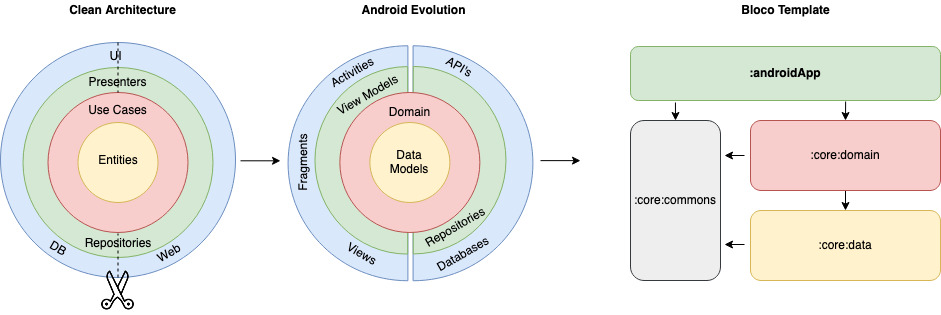 Clean Architecture
UI
Presenters
Use Cases
Entities
Repositories
DB
Web
Android Evolution
Activities
API's
View Models
Domain
Fragments
Data
Models
Repositories
Views
Databases
Bloco Template
:androidApp
:core:domain
:core:commons
:core:data